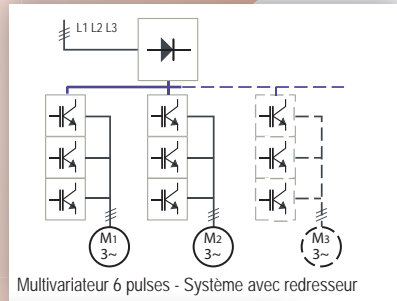 L1 L2 L3
M1
3~
M2
3~
M3
3~
Multivariateur 6 pulses - Système avec redresseur